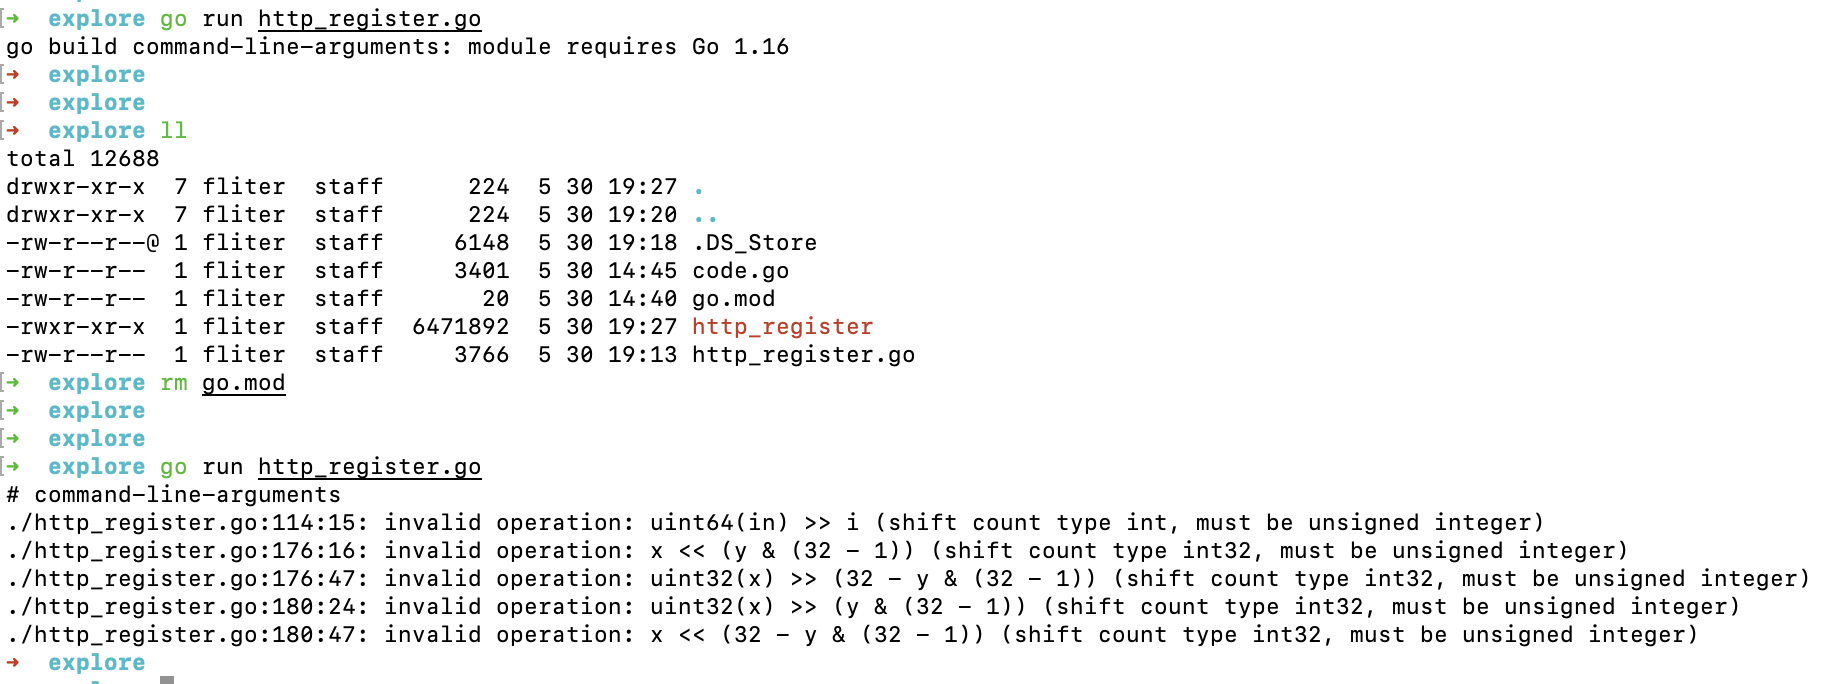 [→ explore go run http_register.go
go build command-line-arguments: module requires Go 1.16
[→ explore
[→ explore
[→ explore ll
total 12688
drwxr-xr-x  7 fliter  staff      224  5 30 19:27 .
drwxr-xr-x  7 fliter  staff      224  5 30 19:20 ..
-rw-r--r--@ 1 fliter  staff     6148  5 30 19:18 .DS_Store
-rw-r--r--  1 fliter  staff     3401  5 30 14:45 code.go
-rw-r--r--  1 fliter  staff       20  5 30 14:40 go.mod
-rwxr-xr-x  1 fliter  staff  6471892  5 30 19:27 http_register
-rw-r--r--  1 fliter  staff     3766  5 30 19:13 http_register.go
[→ explore rm go.mod
[→ explore
[→ explore
[→ explore go run http_register.go
# command-line-arguments
./http_register.go:114:15: invalid operation: uint64(in) >> i (shift count type int, must be unsigned integer)
./http_register.go:176:16: invalid operation: x << (y & (32 - 1)) (shift count type int32, must be unsigned integer)
./http_register.go:176:47: invalid operation: uint32(x) >> (32 - y & (32 - 1)) (shift count type int32, must be unsigned integer)
./http_register.go:180:24: invalid operation: uint32(x) >> (y & (32 - 1)) (shift count type int32, must be unsigned integer)
./http_register.go:180:47: invalid operation: x << (32 - y & (32 - 1)) (shift count type int32, must be unsigned integer)
→ explore